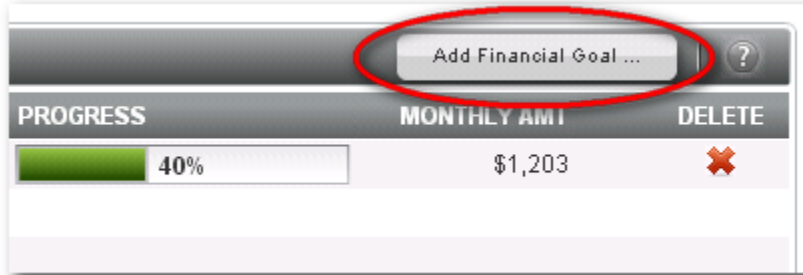 Add Financial Goal ... ?
PROGRESS MONTHLY AMT DELETE
40% $1,203